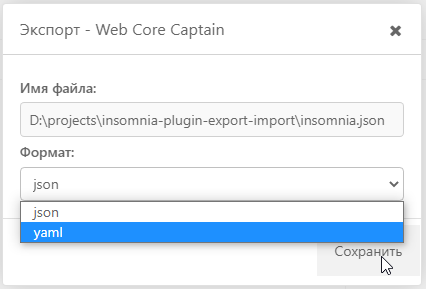 Экспорт - Web Core Captain
Имя файла:
D:\projects\insomnia-plugin-export-import\insomnia.json
Формат:
json
json
yaml
Сохранить